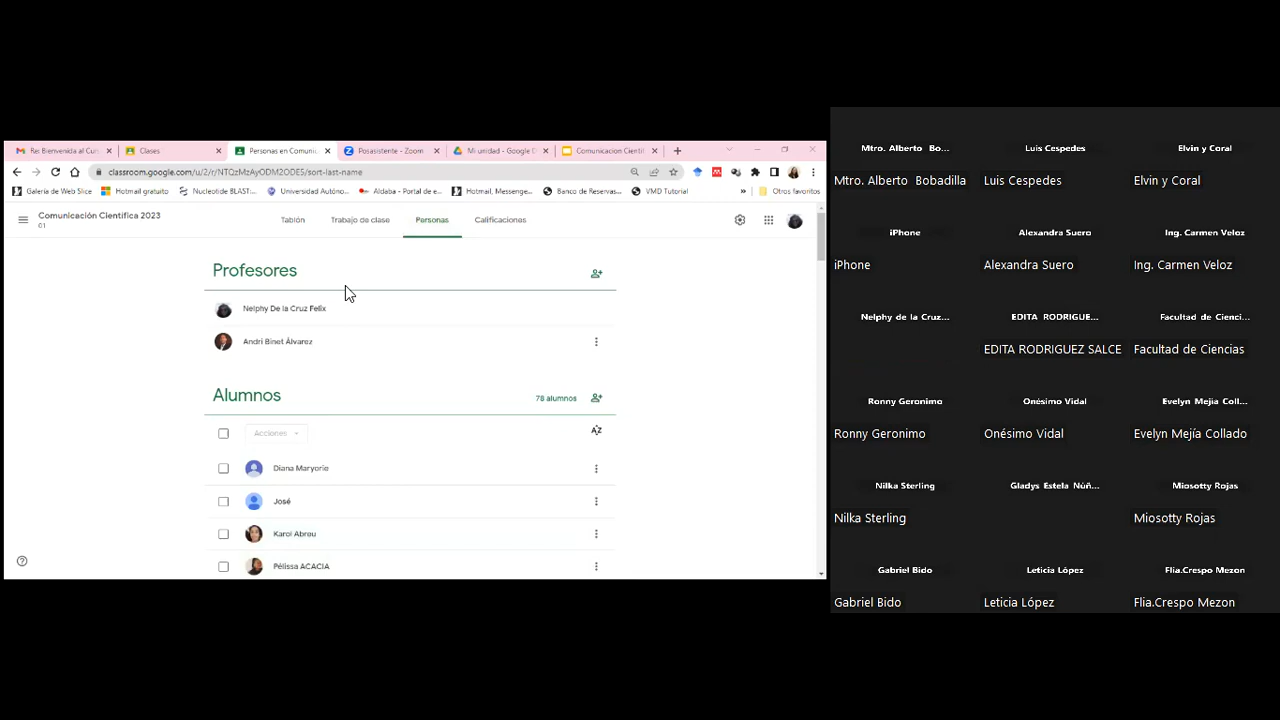 Re: Bienvenida al Cur
Clases
Personas en Comuni
Posasistente - Zoom
Mi unidad - Google D
Comunicacion Cientif
classroom.google.com/u/2/r/NTQzMzAyODM2ODE5/sort-last-name
Galería de Web Slice
Hotmail gratuito
Nucleotide BLAST:...
Universidad Autóno...
Aldaba - Portal de e...
Hotmail, Messenge...
Banco de Reservas...
VMD Tutorial
»
Otros favoritos
Comunicación Científica 2023
01
Tablón
Trabajo de clase
Personas
Calificaciones
Profesores
Nelphy De la Cruz Felix
Andri Binet Álvarez
Alumnos
78 alumnos
Acciones
Diana Maryorie
José
Karol Abreu
Pélissa ACACIA
Mtro. Alberto Bo...
Luis Cespedes
Elvin y Coral
Mtro. Alberto Bobadilla
Luis Cespedes
Elvin y Coral
iPhone
Alexandra Suero
Ing. Carmen Veloz
iPhone
Alexandra Suero
Ing. Carmen Veloz
Nelphy de la Cruz...
EDITA RODRIGUE...
Facultad de Cienci...
EDITA RODRIGUEZ SALCE
Facultad de Ciencias
Ronny Geronimo
Onésimo Vidal
Evelyn Mejía Coll...
Ronny Geronimo
Onésimo Vidal
Evelyn Mejía Collado
Nilka Sterling
Gladys Estela Núñ...
Miosotty Rojas
Nilka Sterling
Miosotty Rojas
Gabriel Bido
Leticia López
Flia.Crespo Mezon
Gabriel Bido
Leticia López
Flia.Crespo Mezon